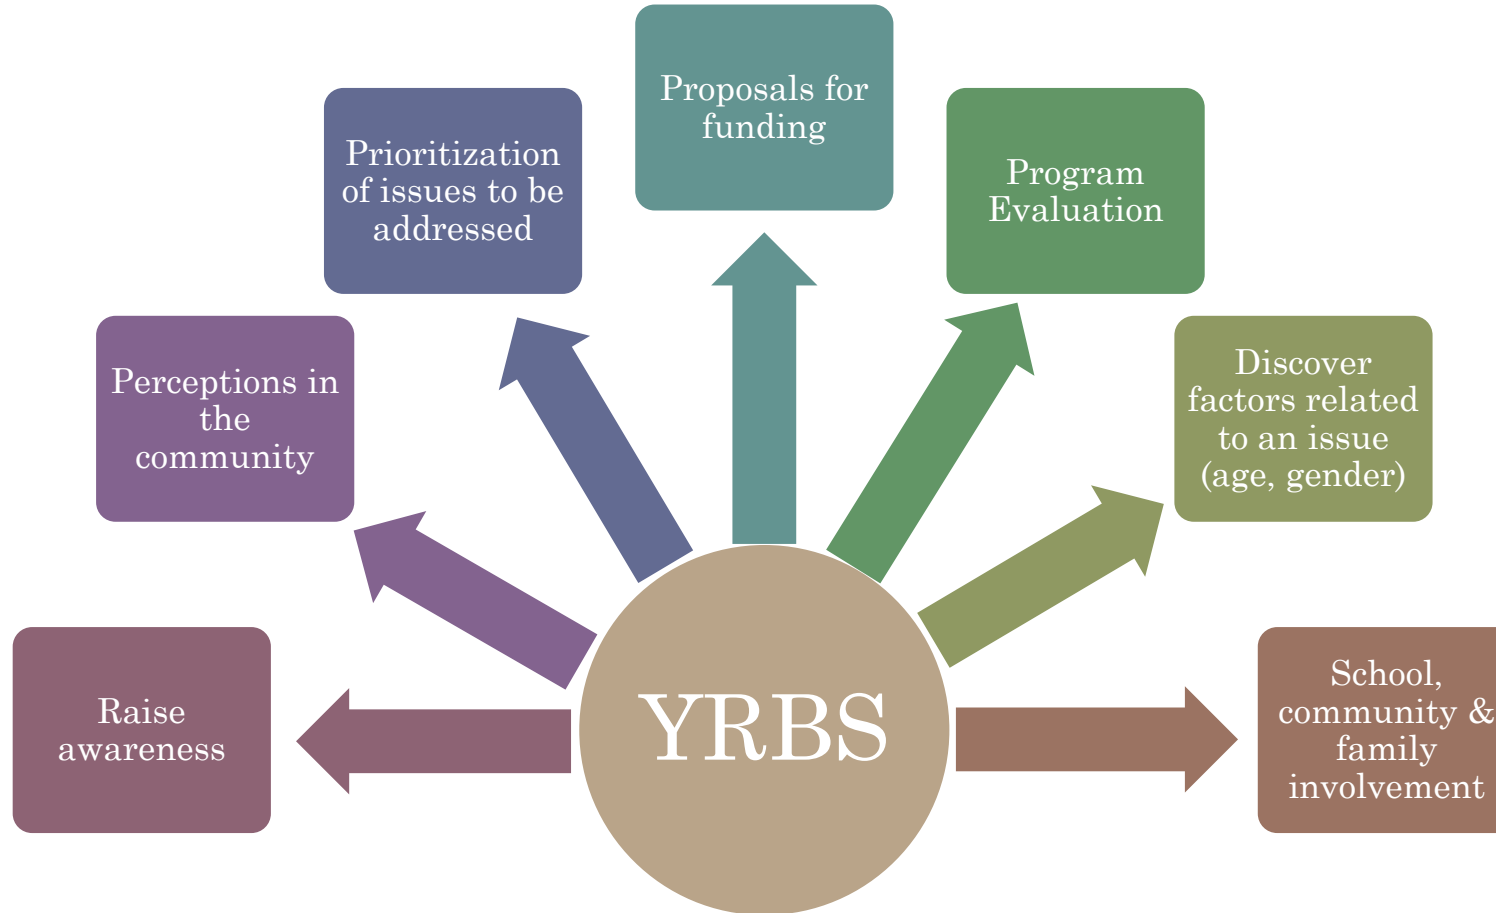 Proposals for
funding
Prioritization
of issues to be
addressed
Program
Evaluation
Perceptions in
the
community
Discover
factors related
to an issue
(age, gender)
Raise
awareness
YRBS
School,
community &
family
involvement